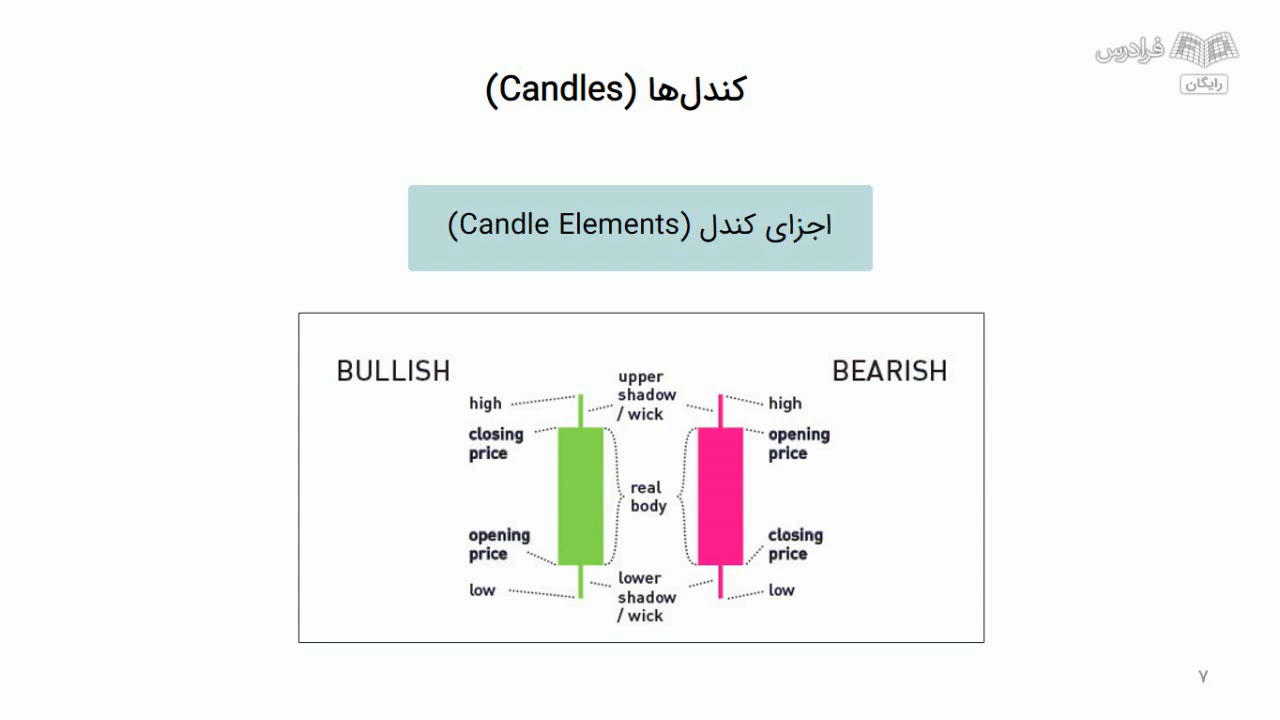 فرادرس
رایگان
کندل‌ها (Candles)
اجزای کندل (Candle Elements)
BULLISH
BEARISH
high
closing
price
opening
price
low
upper
shadow
/ wick
real
body
lower
shadow
/ wick
high
opening
price
closing
price
low
۷